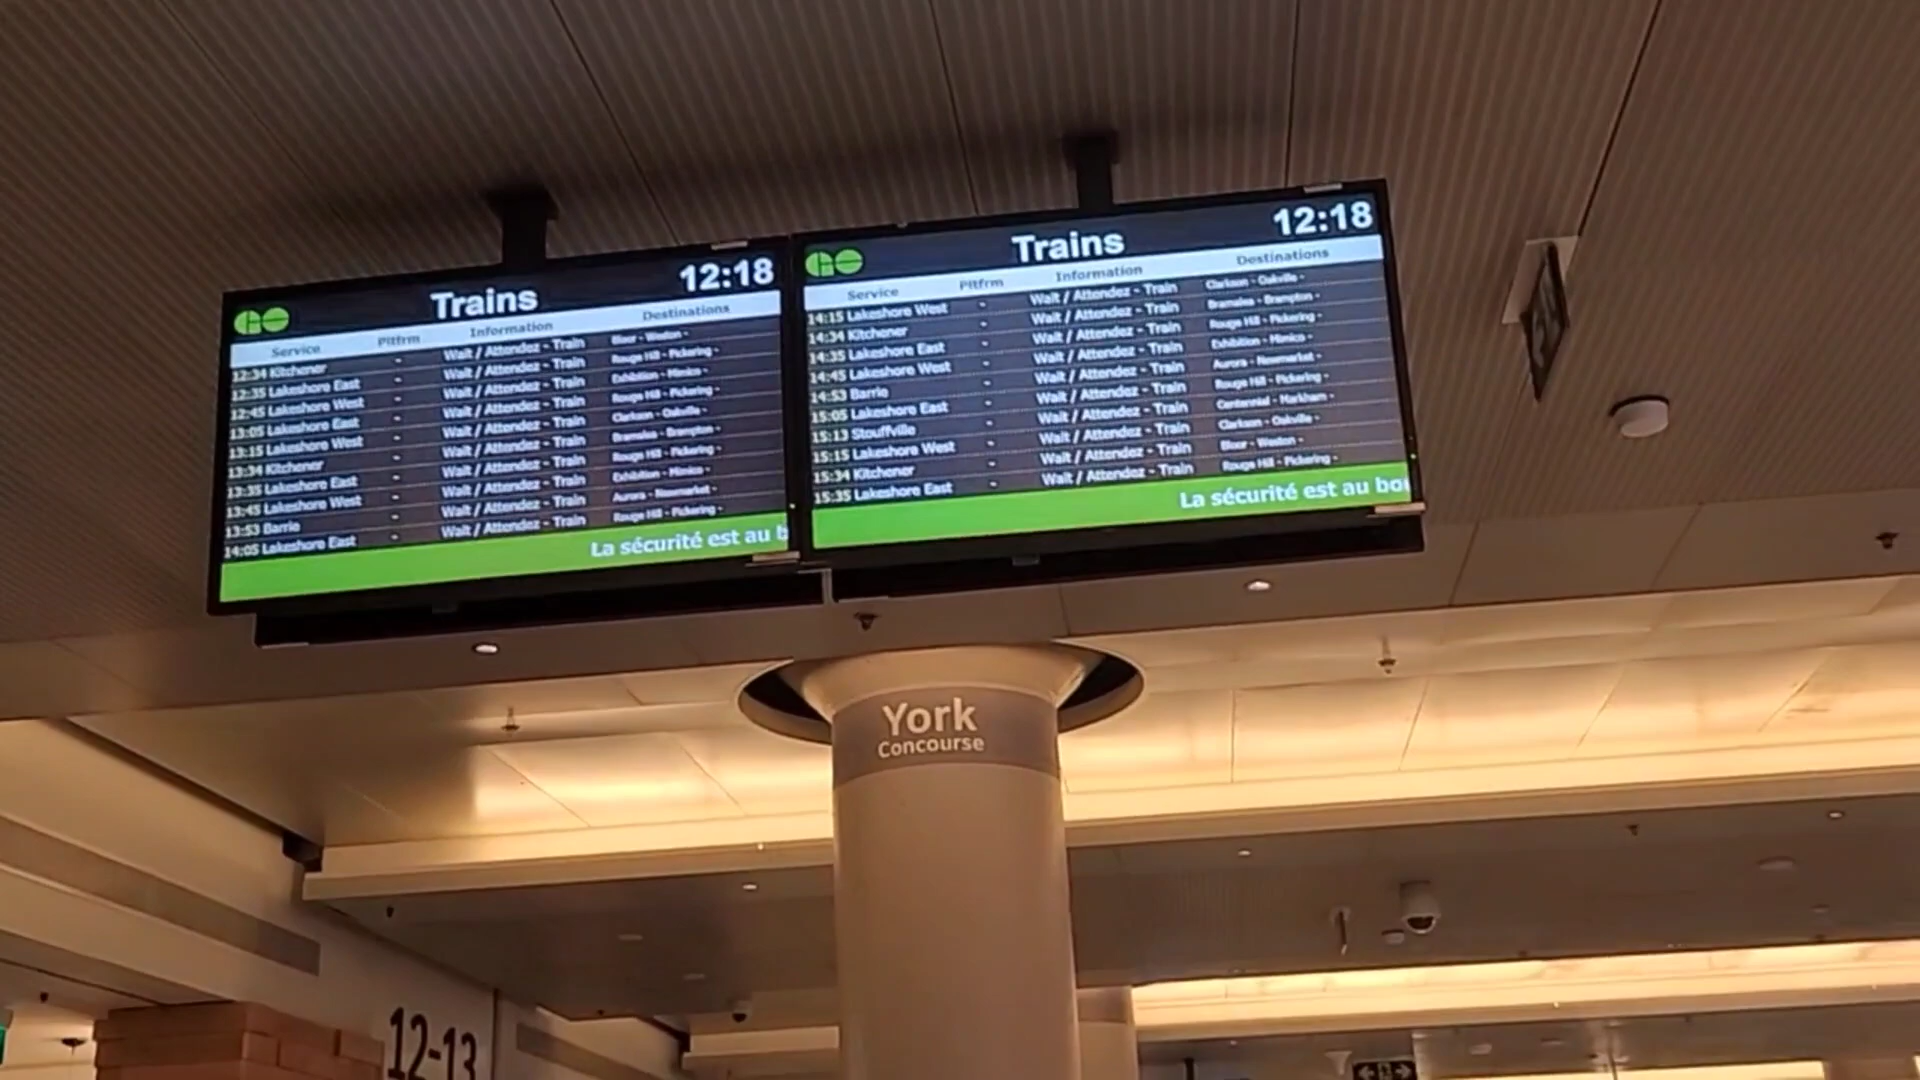 GO Trains 12:18
Service Pltfrm Information Destinations
12:34 Kitchener - Wait / Attendez - Train Bloor - Weston -
12:35 Lakeshore East - Wait / Attendez - Train Rouge Hill - Pickering -
12:45 Lakeshore West - Wait / Attendez - Train Exhibition - Mimico -
13:05 Lakeshore East - Wait / Attendez - Train Rouge Hill - Pickering -
13:15 Lakeshore West - Wait / Attendez - Train Clarkson - Oakville -
13:34 Kitchener - Wait / Attendez - Train Bramalea - Brampton -
13:35 Lakeshore East - Wait / Attendez - Train Rouge Hill - Pickering -
13:45 Lakeshore West - Wait / Attendez - Train Exhibition - Mimico -
13:53 Barrie - Wait / Attendez - Train Aurora - Newmarket -
14:05 Lakeshore East - Wait / Attendez - Train Rouge Hill - Pickering -
La sécurité est au b
GO Trains 12:18
Service Pltfrm Information Destinations
14:15 Lakeshore West - Wait / Attendez - Train Clarkson - Oakville -
14:34 Kitchener - Wait / Attendez - Train Bramalea - Brampton -
14:35 Lakeshore East - Wait / Attendez - Train Rouge Hill - Pickering -
14:45 Lakeshore West - Wait / Attendez - Train Exhibition - Mimico -
14:53 Barrie - Wait / Attendez - Train Aurora - Newmarket -
15:05 Lakeshore East - Wait / Attendez - Train Rouge Hill - Pickering -
15:13 Stouffville - Wait / Attendez - Train Centennial - Markham -
15:15 Lakeshore West - Wait / Attendez - Train Clarkson - Oakville -
15:34 Kitchener - Wait / Attendez - Train Bloor - Weston -
15:35 Lakeshore East - Wait / Attendez - Train Rouge Hill - Pickering -
La sécurité est au bou
York
Concourse
12-13